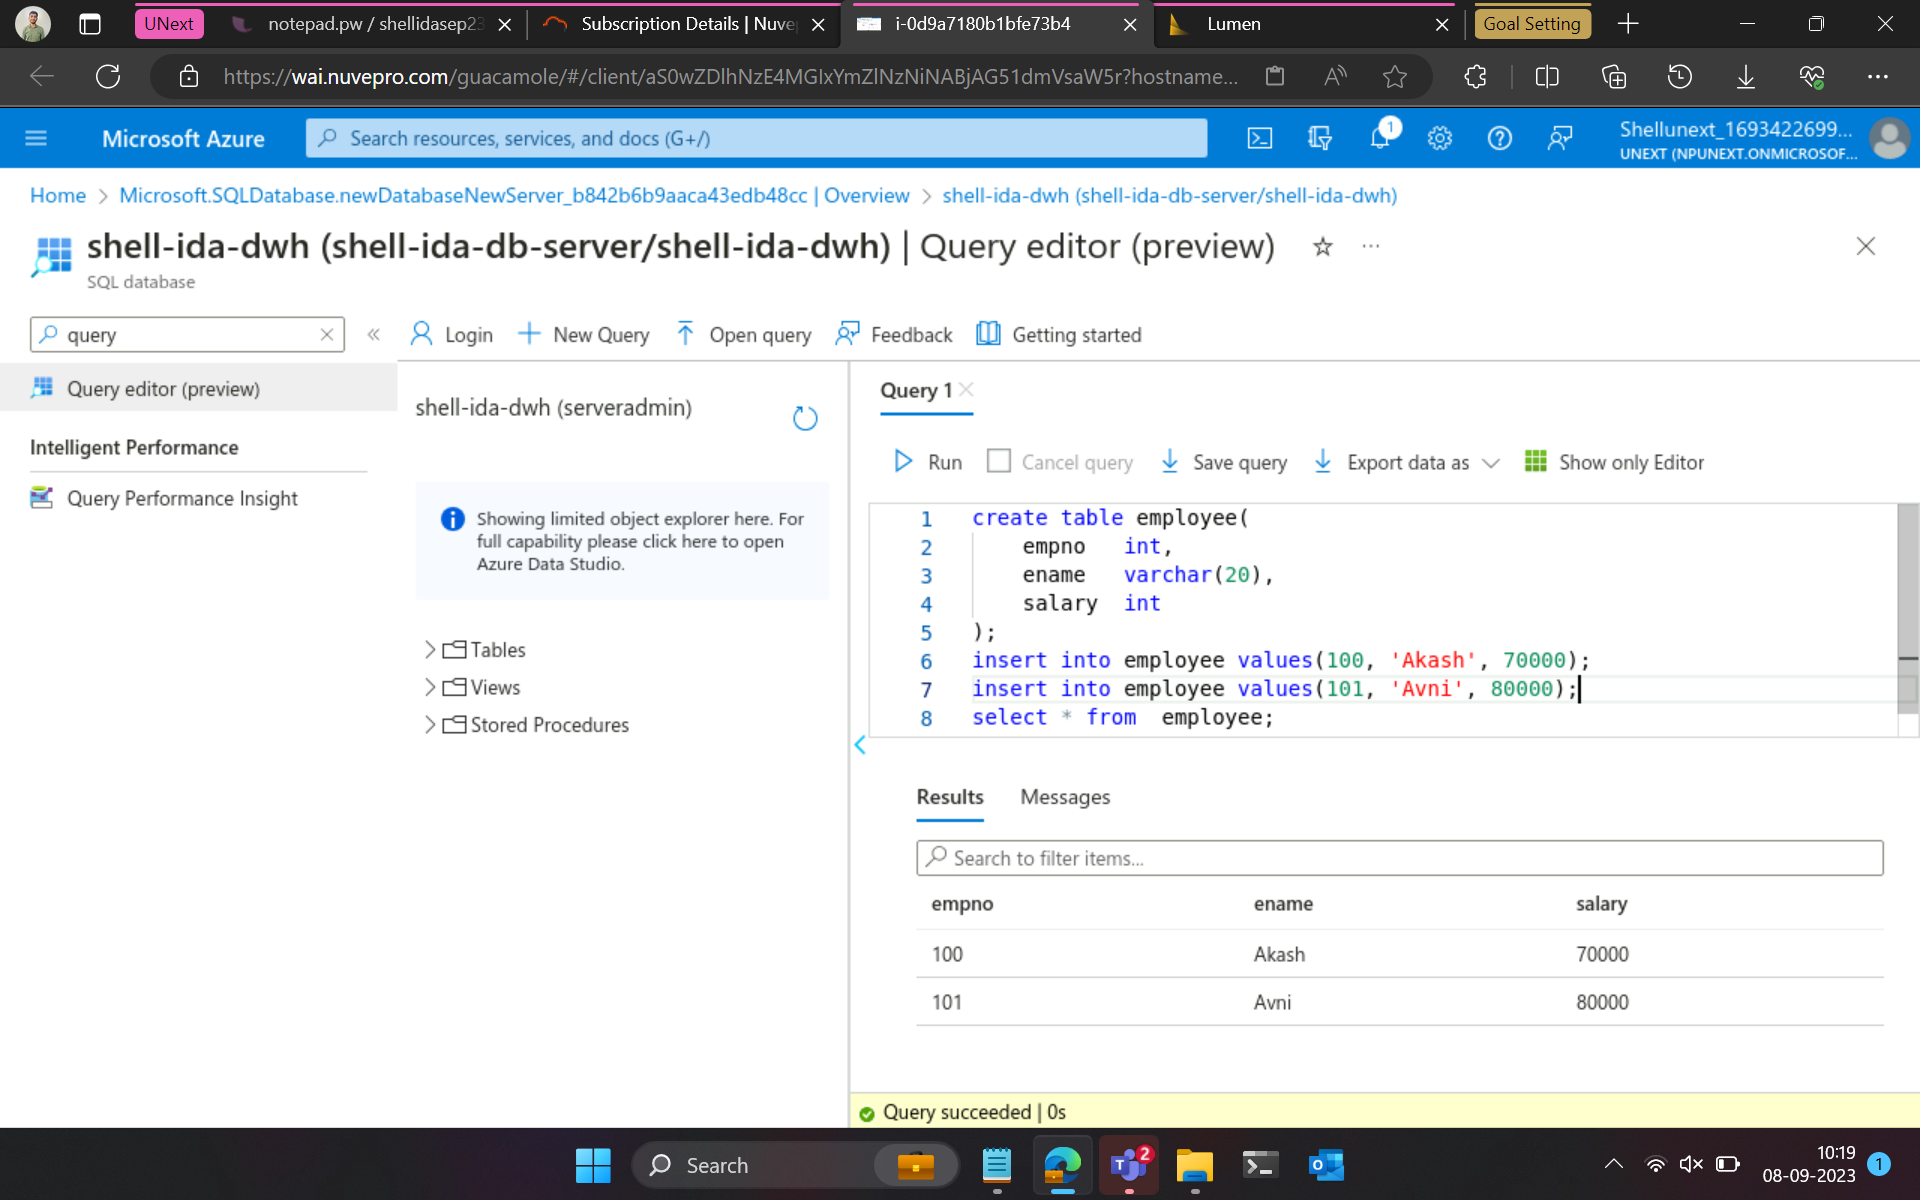 UNext
notepad.pw / shellidasep23
Subscription Details | Nuvep
i-0d9a7180b1bfe73b4
Lumen
Goal Setting
https://wai.nuvepro.com/guacamole/#/client/aS0wZDlhNzE4MGIxYmZlNzNiNABjAG51dmVsaW5r?hostname...
Microsoft Azure
Search resources, services, and docs (G+/)
1
Shellunext_1693422699...
UNEXT (NPUNEXT.ONMICROSOF...
Home > Microsoft.SQLDatabase.newDatabaseNewServer_b842b6b9aaca43edb48cc | Overview > shell-ida-dwh (shell-ida-db-server/shell-ida-dwh)
shell-ida-dwh (shell-ida-db-server/shell-ida-dwh) | Query editor (preview)
SQL database
query
Login
New Query
Open query
Feedback
Getting started
Query editor (preview)
Intelligent Performance
Query Performance Insight
shell-ida-dwh (serveradmin)
Showing limited object explorer here. For
full capability please click here to open
Azure Data Studio.
Tables
Views
Stored Procedures
Query 1
Run
Cancel query
Save query
Export data as
Show only Editor
1 create table employee(
2 empno int,
3 ename varchar(20),
4 salary int
5 );
6 insert into employee values(100, 'Akash', 70000);
7 insert into employee values(101, 'Avni', 80000);
8 select * from employee;
Results
Messages
Search to filter items...
empno ename salary
100 Akash 70000
101 Avni 80000
Query succeeded | 0s
Search
2
10:19
08-09-2023
1